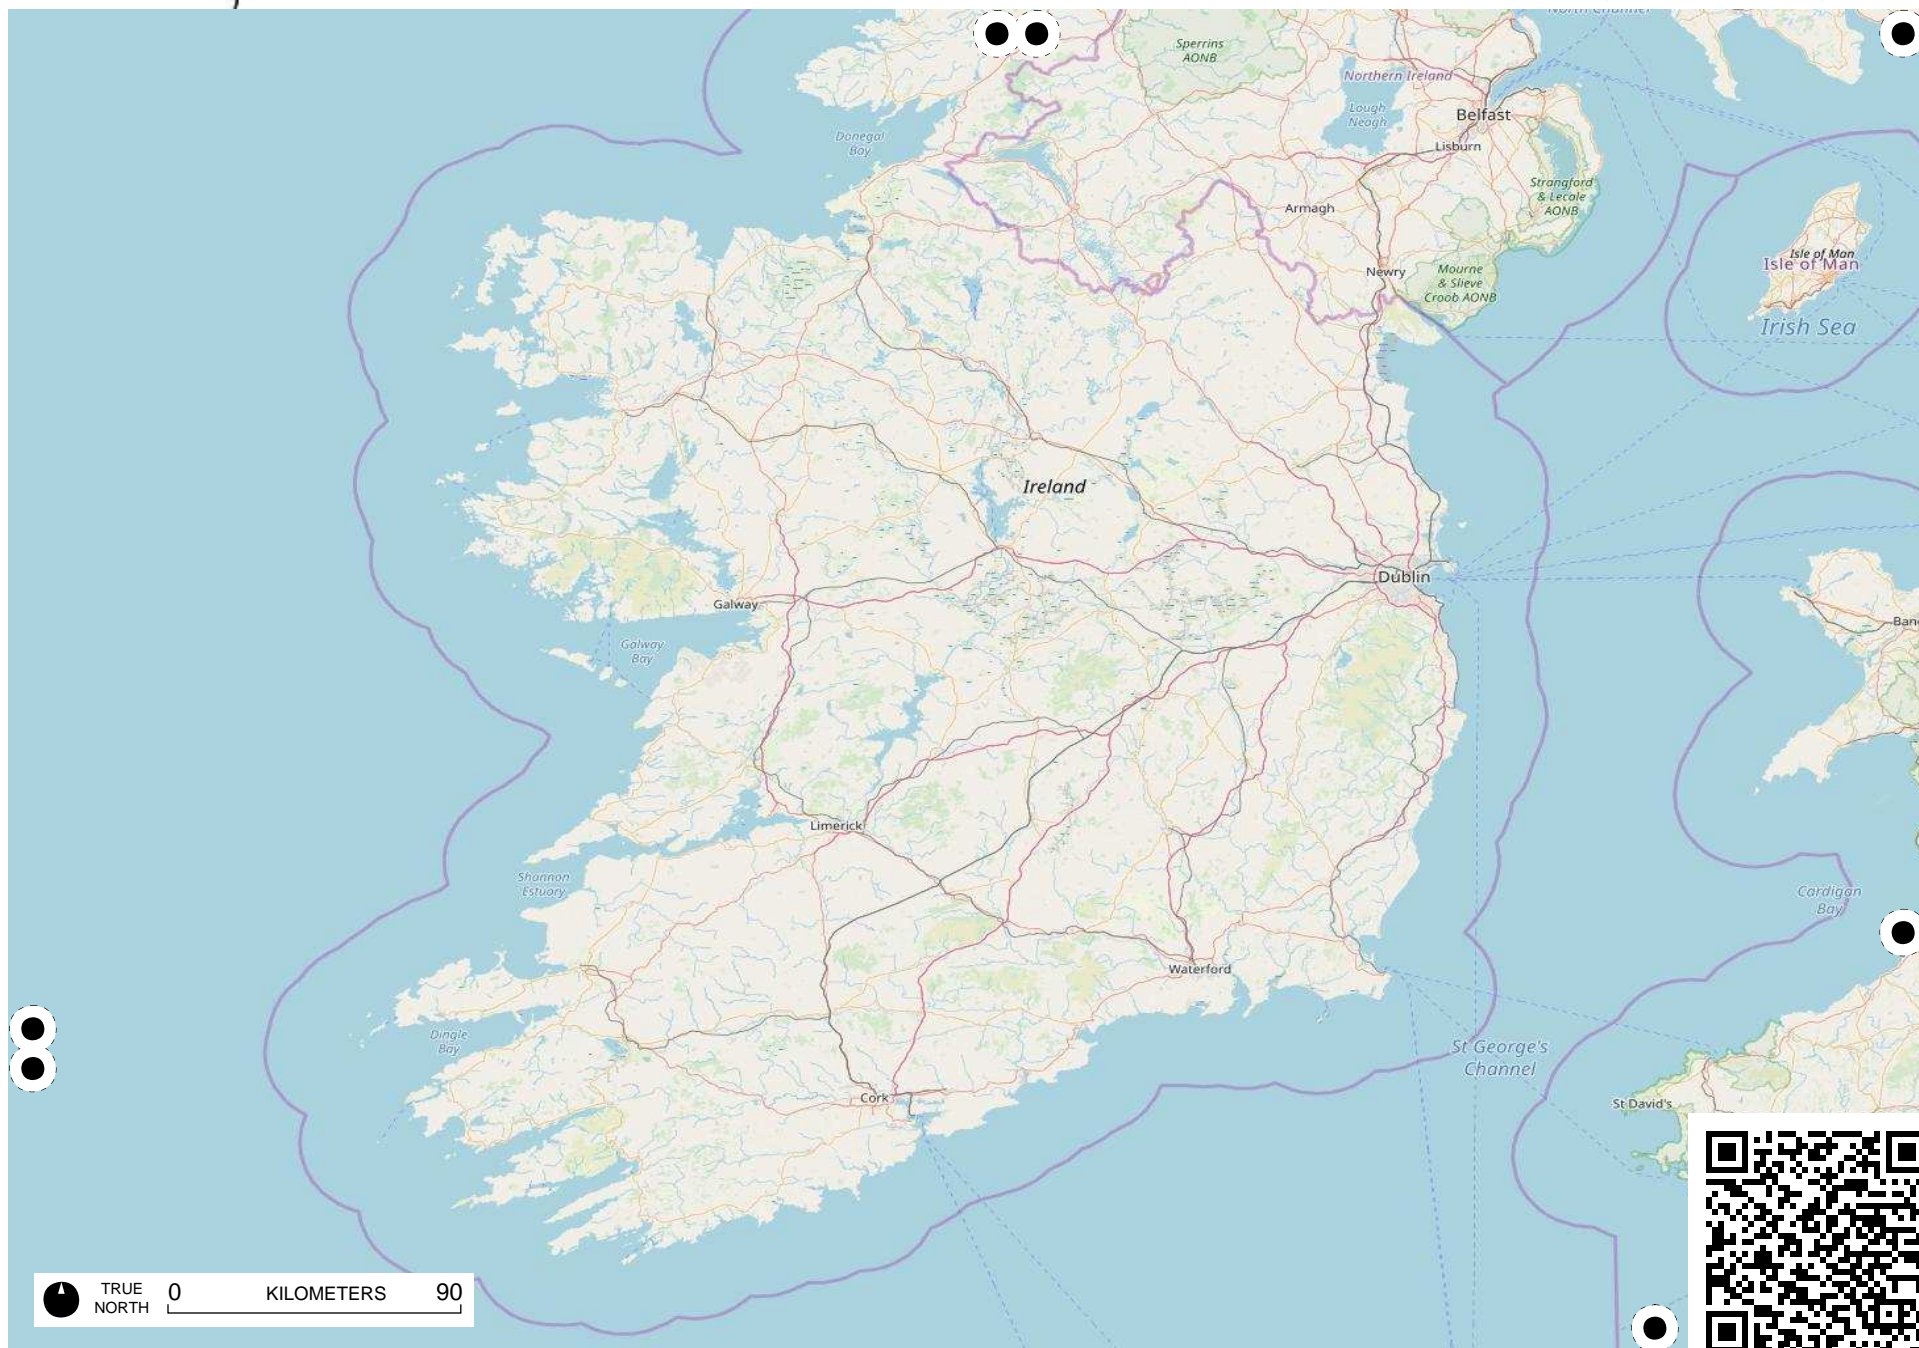 North Channel
Sperrins
AONB
Northern Ireland
Lough
Neagh
Belfast
Lisburn
Donegal
Bay
Strangford
& Lecale
AONB
Armagh
Isle of Man
Isle of Man
Newry
Mourne
& Slieve
Croob AONB
Irish Sea
Ireland
Dublin
Galway
Galway
Bay
Limerick
Shannon
Estuary
Cardigan
Bay
Waterford
Dingle
Bay
St George's
Channel
Cork
St David's
TRUE
NORTH
0 KILOMETERS 90